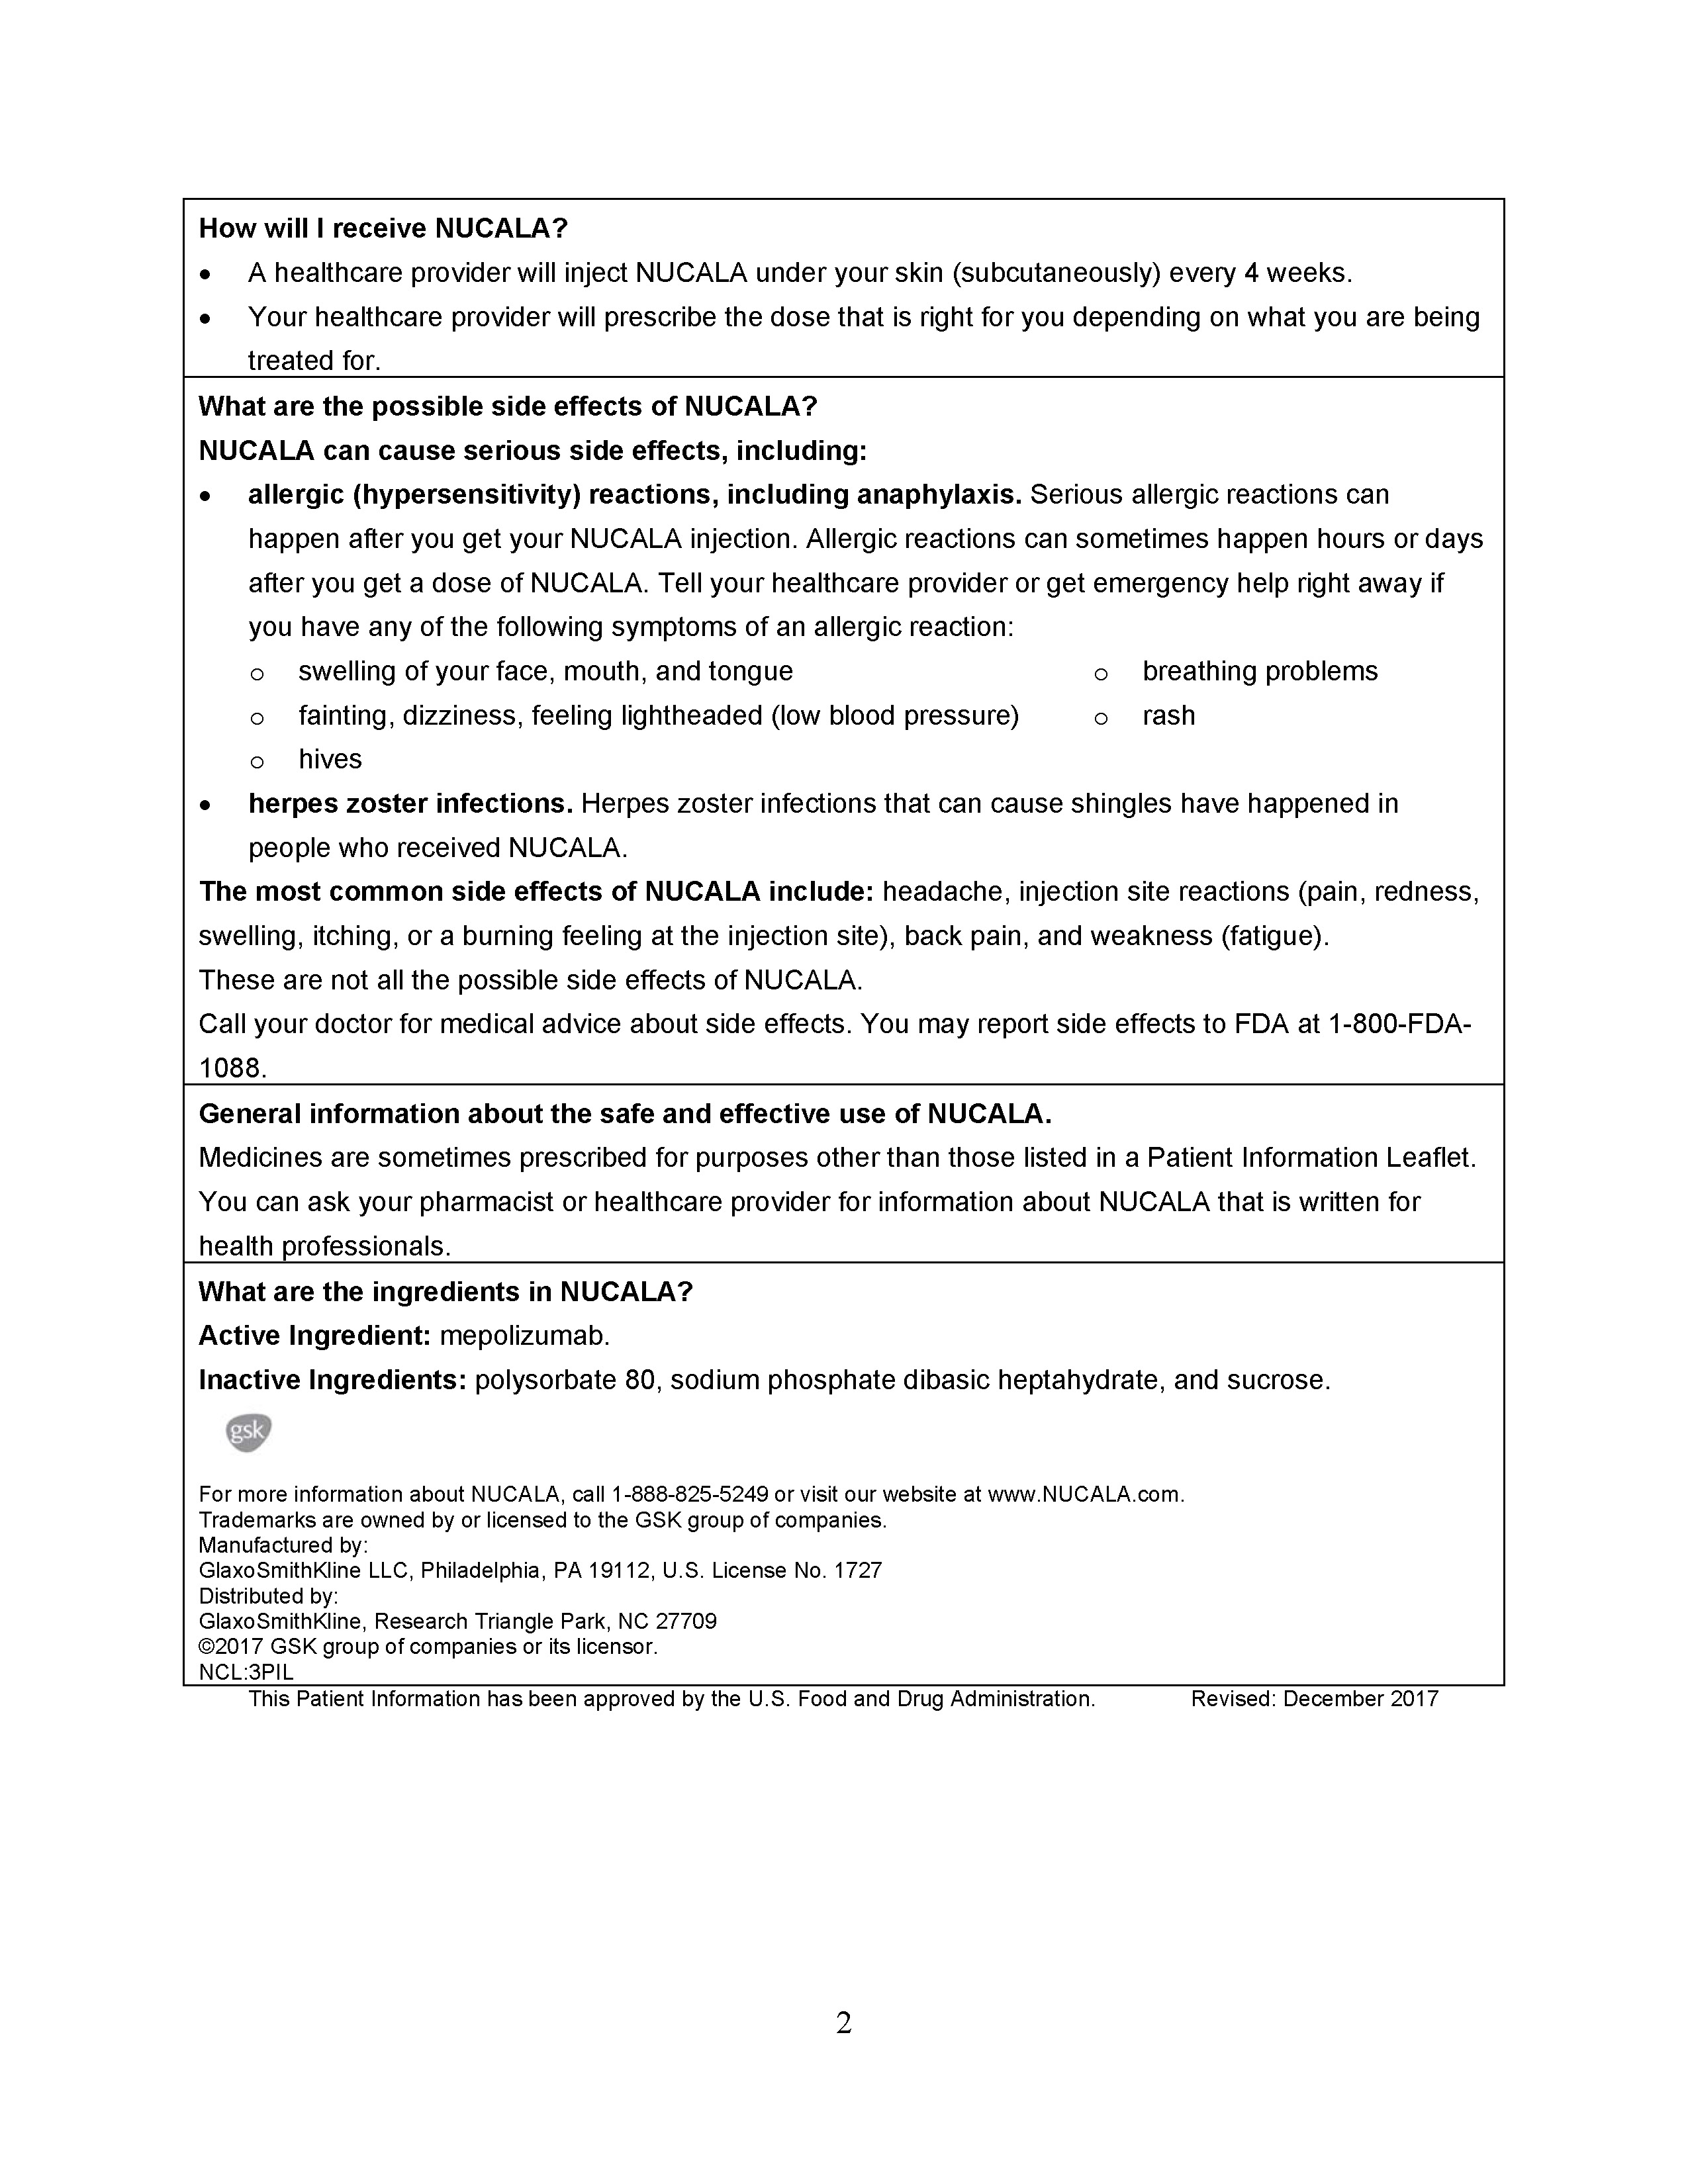 How will I receive NUCALA?
• A healthcare provider will inject NUCALA under your skin (subcutaneously) every 4 weeks.
• Your healthcare provider will prescribe the dose that is right for you depending on what you are being
treated for.
What are the possible side effects of NUCALA?
NUCALA can cause serious side effects, including:
• allergic (hypersensitivity) reactions, including anaphylaxis. Serious allergic reactions can
happen after you get your NUCALA injection. Allergic reactions can sometimes happen hours or days
after you get a dose of NUCALA. Tell your healthcare provider or get emergency help right away if
you have any of the following symptoms of an allergic reaction:
o swelling of your face, mouth, and tongue o breathing problems
o fainting, dizziness, feeling lightheaded (low blood pressure) o rash
o hives
• herpes zoster infections. Herpes zoster infections that can cause shingles have happened in
people who received NUCALA.
The most common side effects of NUCALA include: headache, injection site reactions (pain, redness,
swelling, itching, or a burning feeling at the injection site), back pain, and weakness (fatigue).
These are not all the possible side effects of NUCALA.
Call your doctor for medical advice about side effects. You may report side effects to FDA at 1-800-FDA-
1088.
General information about the safe and effective use of NUCALA.
Medicines are sometimes prescribed for purposes other than those listed in a Patient Information Leaflet.
You can ask your pharmacist or healthcare provider for information about NUCALA that is written for
health professionals.
What are the ingredients in NUCALA?
Active Ingredient: mepolizumab.
Inactive Ingredients: polysorbate 80, sodium phosphate dibasic heptahydrate, and sucrose.
gsk
For more information about NUCALA, call 1-888-825-5249 or visit our website at www.NUCALA.com.
Trademarks are owned by or licensed to the GSK group of companies.
Manufactured by:
GlaxoSmithKline LLC, Philadelphia, PA 19112, U.S. License No. 1727
Distributed by:
GlaxoSmithKline, Research Triangle Park, NC 27709
©2017 GSK group of companies or its licensor.
NCL:3PIL
This Patient Information has been approved by the U.S. Food and Drug Administration. Revised: December 2017
2